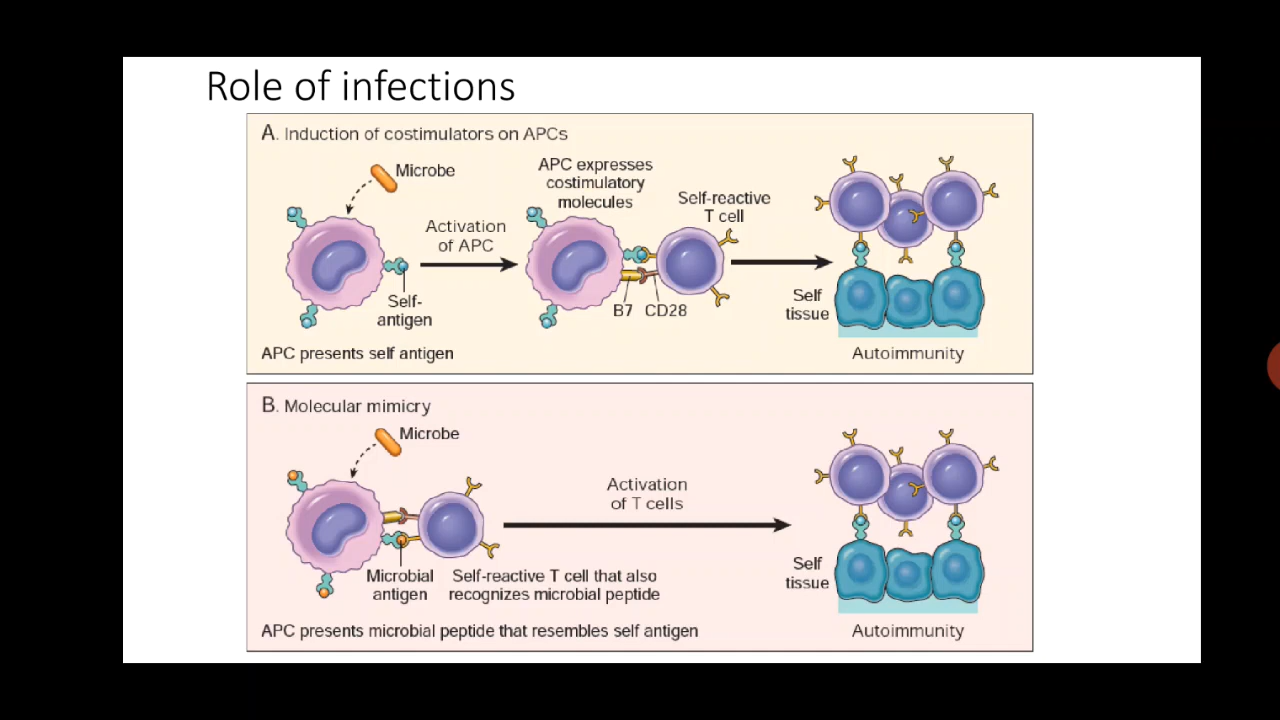 Role of infections
A. Induction of costimulators on APCs
Microbe
Activation
of APC
Self-
antigen
APC presents self antigen
APC expresses
costimulatory
molecules
Self-reactive
T cell
B7 CD28
Self
tissue
Autoimmunity
B. Molecular mimicry
Microbe
Microbial
antigen
Self-reactive T cell that also
recognizes microbial peptide
Activation
of T cells
APC presents microbial peptide that resembles self antigen
Self
tissue
Autoimmunity